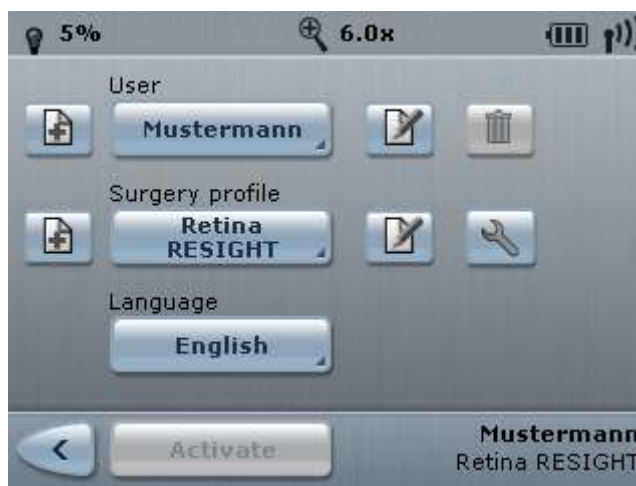 5%
6.0x
User
Mustermann
Surgery profile
Retina
RESIGHT
Language
English
Activate
Mustermann
Retina RESIGHT